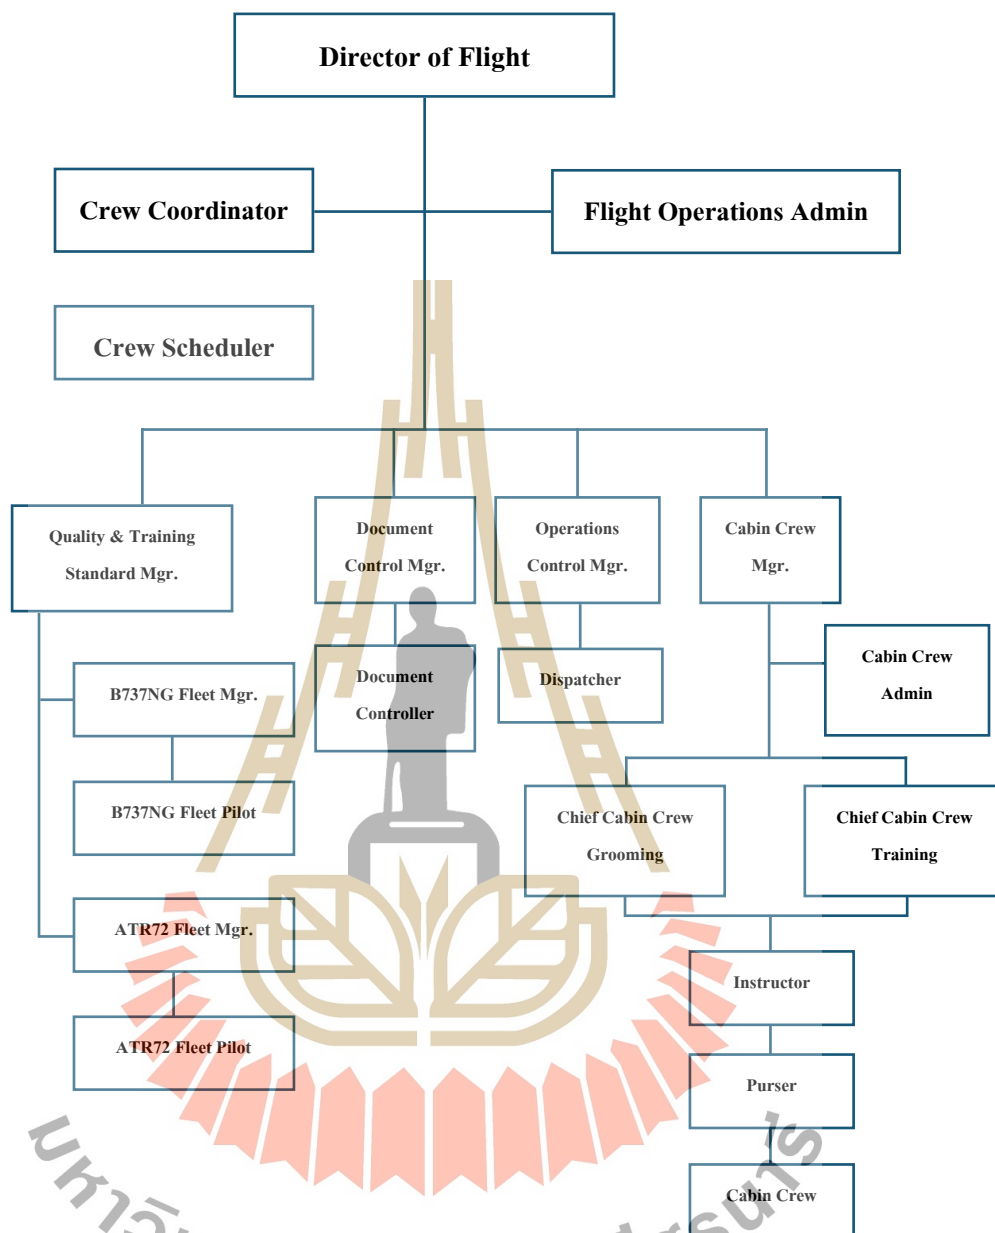 Director of Flight
Crew Coordinator
Flight Operations Admin
Crew Scheduler
Quality & Training
Standard Mgr.
Document
Control Mgr.
Operations
Control Mgr.
Cabin Crew
Mgr.
B737NG Fleet Mgr.
Document
Controller
Dispatcher
Cabin Crew
Admin
B737NG Fleet Pilot
Chief Cabin Crew
Grooming
Chief Cabin Crew
Training
ATR72 Fleet Mgr.
Instructor
ATR72 Fleet Pilot
Purser
Cabin Crew